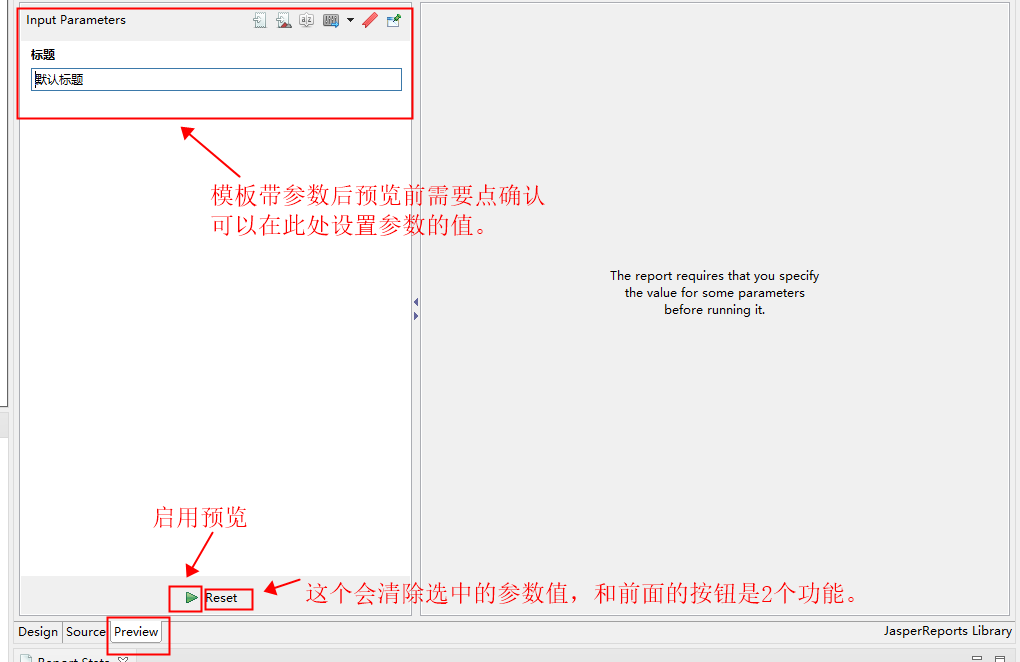 Input Parameters
标题
默认标题
模板带参数后预览前需要点确认
可以在此处设置参数的值。
The report requires that you specify
the value for some parameters
before running it.
启用预览
Reset
这个会清除选中的参数值，和前面的按钮是2个功能。
Design Source Preview
JasperReports Library
Report State